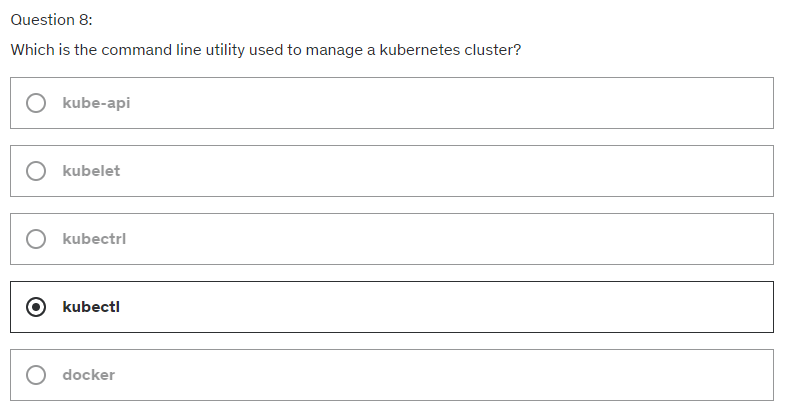 Question 8:
Which is the command line utility used to manage a kubernetes cluster?
kube-api
kubelet
kubectrl
kubectl
docker